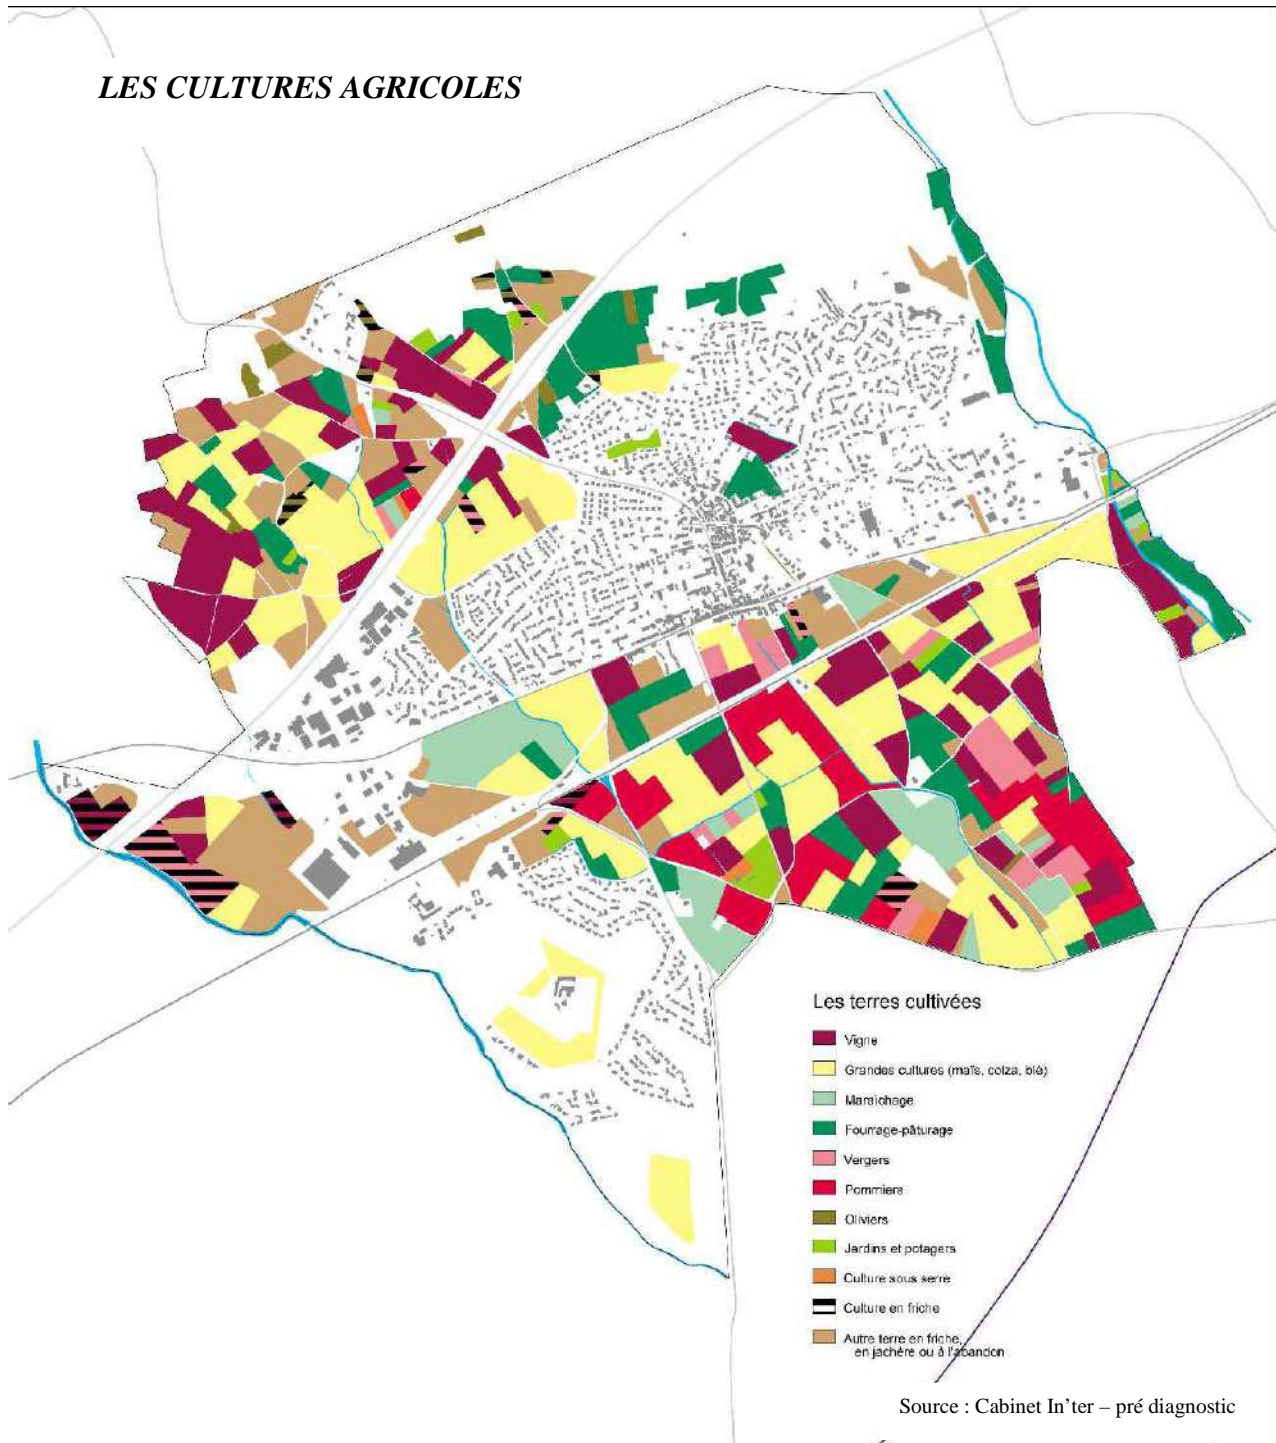 LES CULTURES AGRICOLES
Les terres cultivées
Vigne
Grandes cultures (maïs, colza, blé)
Maraîchage
Fourrage-pâturage
Vergers
Pommiers
Oliviers
Jardins et potagers
Culture sous serre
Culture en friche
Autre terre en friche,
en jachère ou à l'abandon
Source : Cabinet In’ter – pré diagnostic